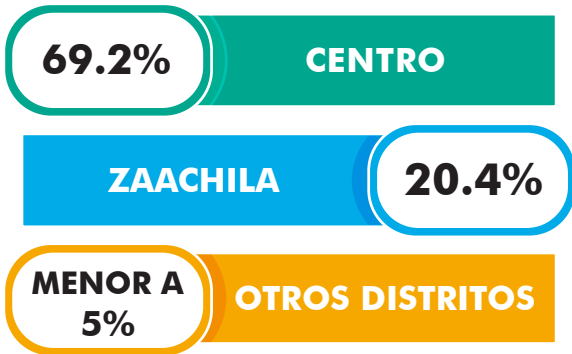 69.2% CENTRO
ZAACHILA 20.4%
MENOR A
5%
OTROS DISTRITOS